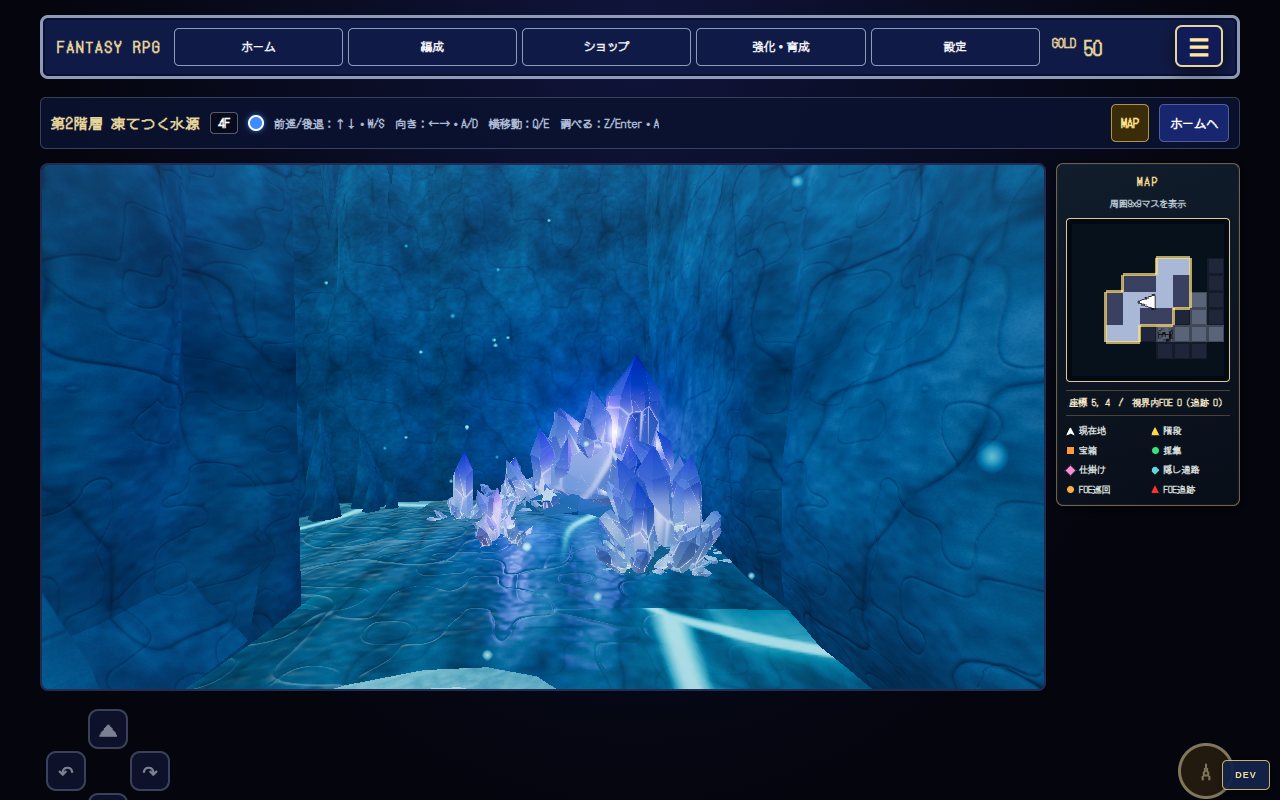 FANTASY RPG
ホーム
編成
ショップ
強化・育成
設定
GOLD 50
第2階層 凍てつく水源
4F
前進/後退：↑↓・W/S 向き：←→・A/D 横移動：Q/E 調べる：Z/Enter・A
MAP
ホームへ
MAP
周囲9x9マスを表示
座標 5, 4 / 視界内FOE 0（追跡 0）
現在地
階段
宝箱
採集
仕掛け
隠し通路
FOE巡回
FOE追跡
A
DEV